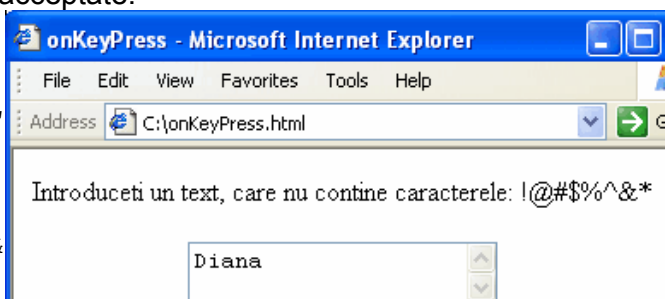 acceptate.
onKeyPress - Microsoft Internet Explorer
File Edit View Favorites Tools Help
Address C:\onKeyPress.html
Introduceti un text, care nu contine caracterele: !@#$%^&*
Diana